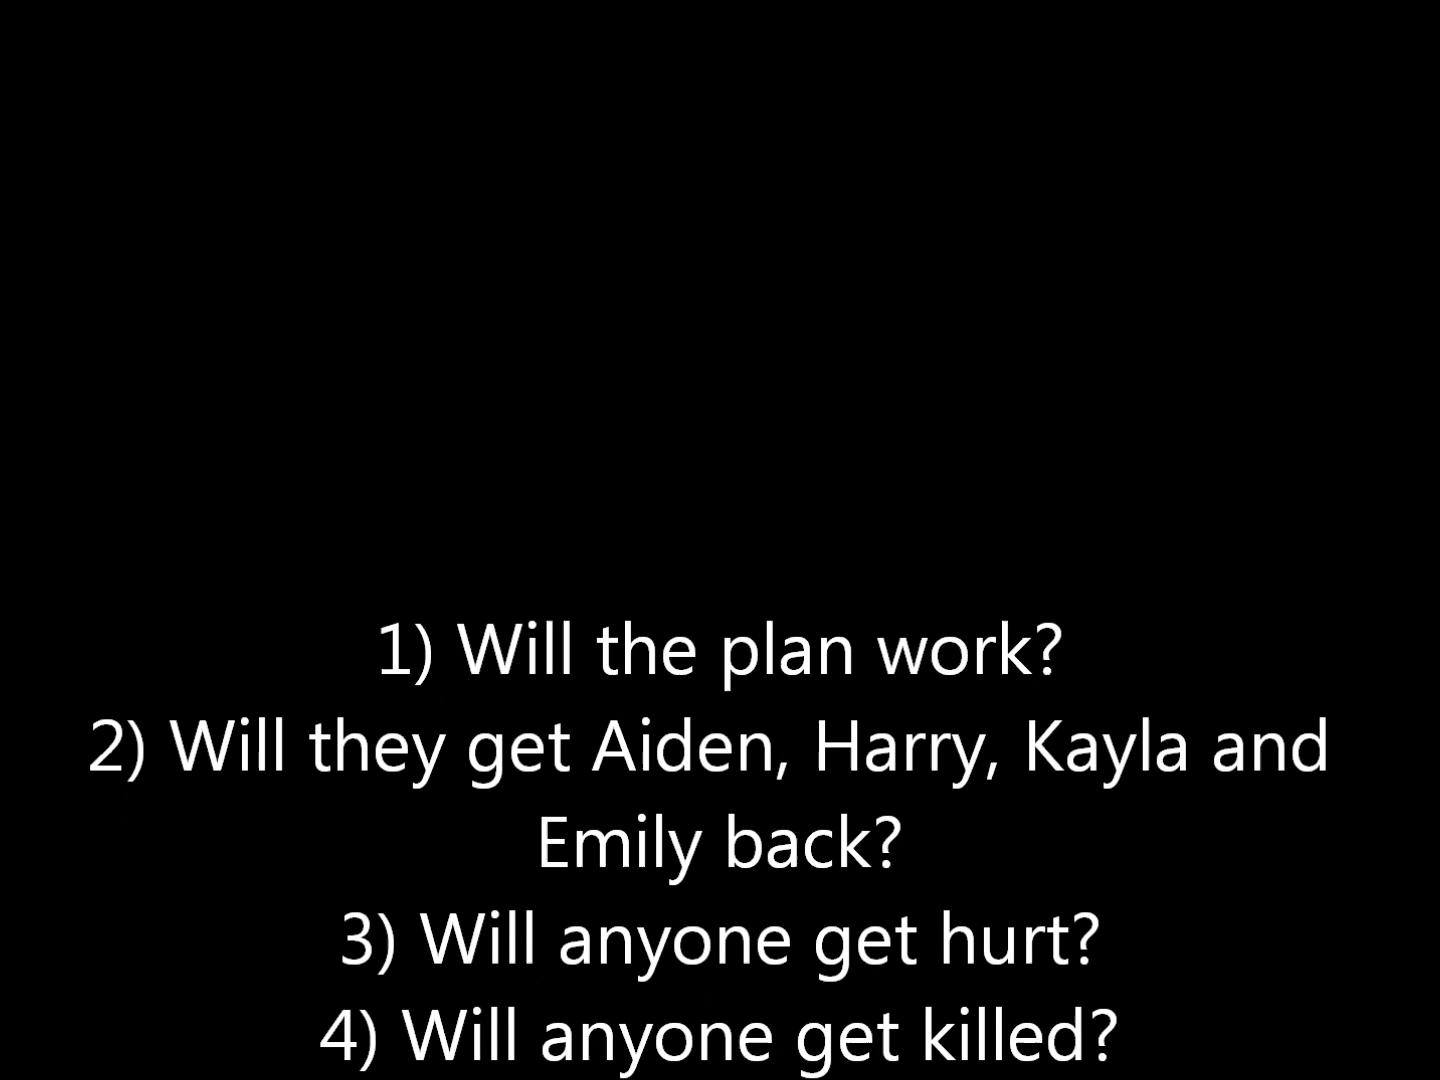 1) Will the plan work?
2) Will they get Aiden, Harry, Kayla and
Emily back?
3) Will anyone get hurt?
4) Will anyone get killed?